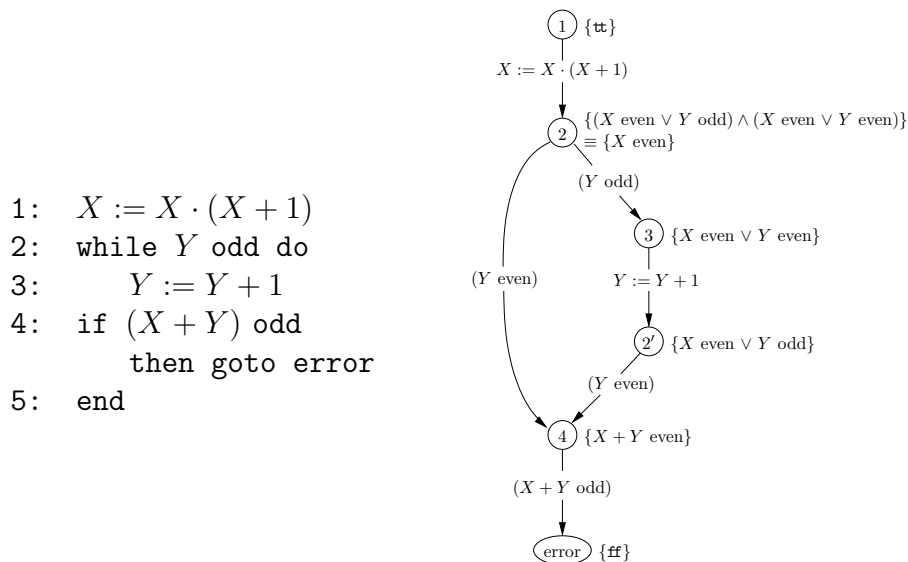 1: X := X · (X + 1)
2: while Y odd do
3: Y := Y + 1
4: if (X + Y) odd
then goto error
5: end
1 {tt}
X := X · (X + 1)
2 {(X even ∨ Y odd) ∧ (X even ∨ Y even)}
≡ {X even}
(Y odd)
3 {X even ∨ Y even}
(Y even) Y := Y + 1
2′ {X even ∨ Y odd}
(Y even)
4 {X + Y even}
(X + Y odd)
error {ff}